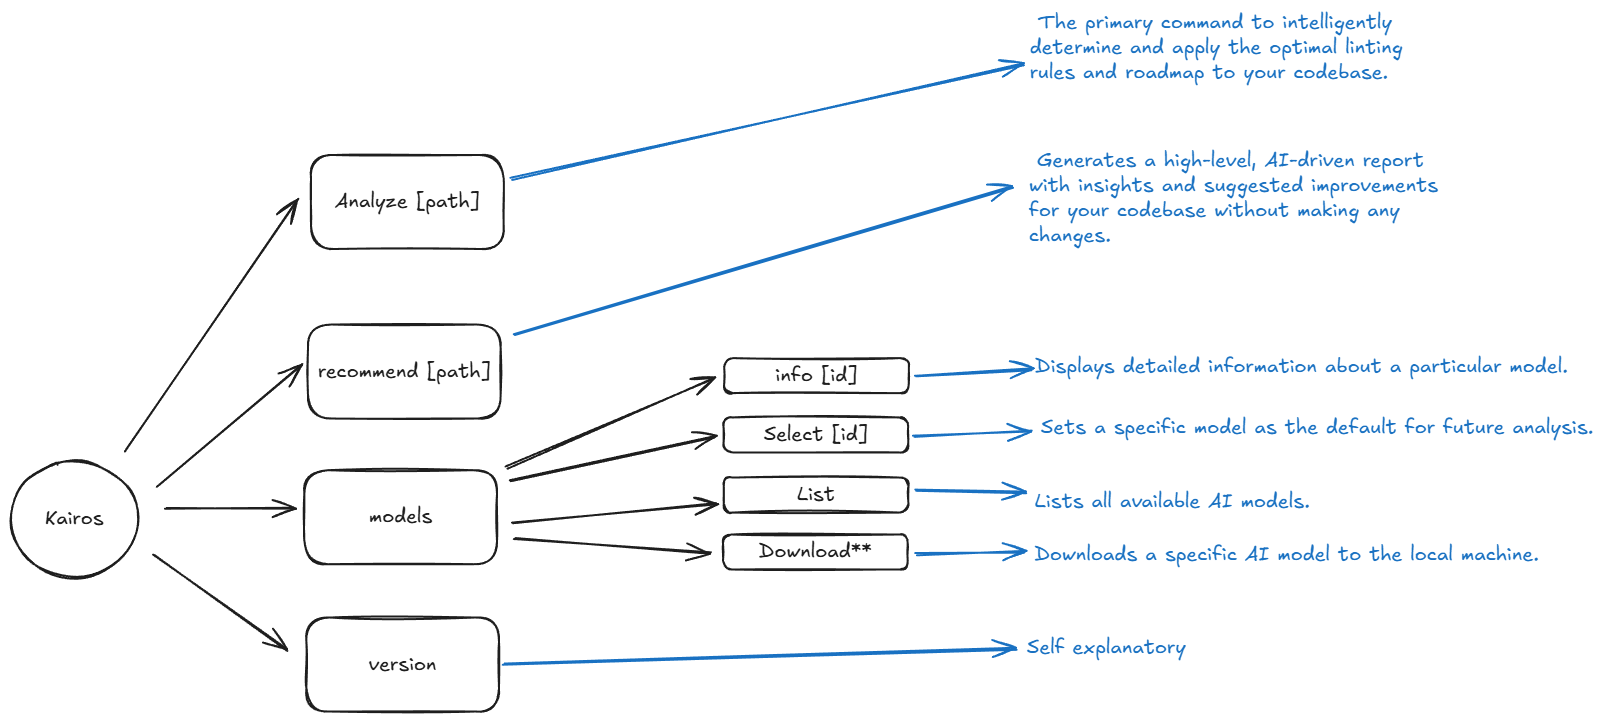 The primary command to intelligently
determine and apply the optimal linting
rules and roadmap to your codebase.
Analyze [path]
Generates a high-level, AI-driven report
with insights and suggested improvements
for your codebase without making any
changes.
recommend [path]
info [id]
Displays detailed information about a particular model.
Select [id]
Sets a specific model as the default for future analysis.
Kairos
models
List
Lists all available AI models.
Download**
Downloads a specific AI model to the local machine.
version
Self explanatory